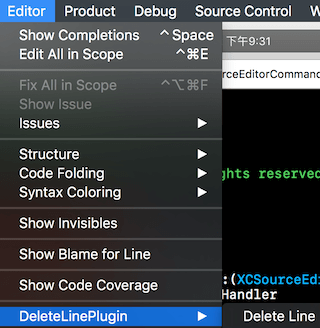 Editor Product Debug Source Control
Show Completions ^ Space
Edit All in Scope ^⌘E
下午9:31
Fix All in Scope ^⌥⌘F
Show Issue
Issues ▶
Structure ▶
Code Folding ▶
Syntax Coloring ▶
Show Invisibles
Show Blame for Line
Show Code Coverage
DeleteLinePlugin ▶ Delete Line
urceEditorComman
ghts reserved
:(XCSourceEdi
Handler